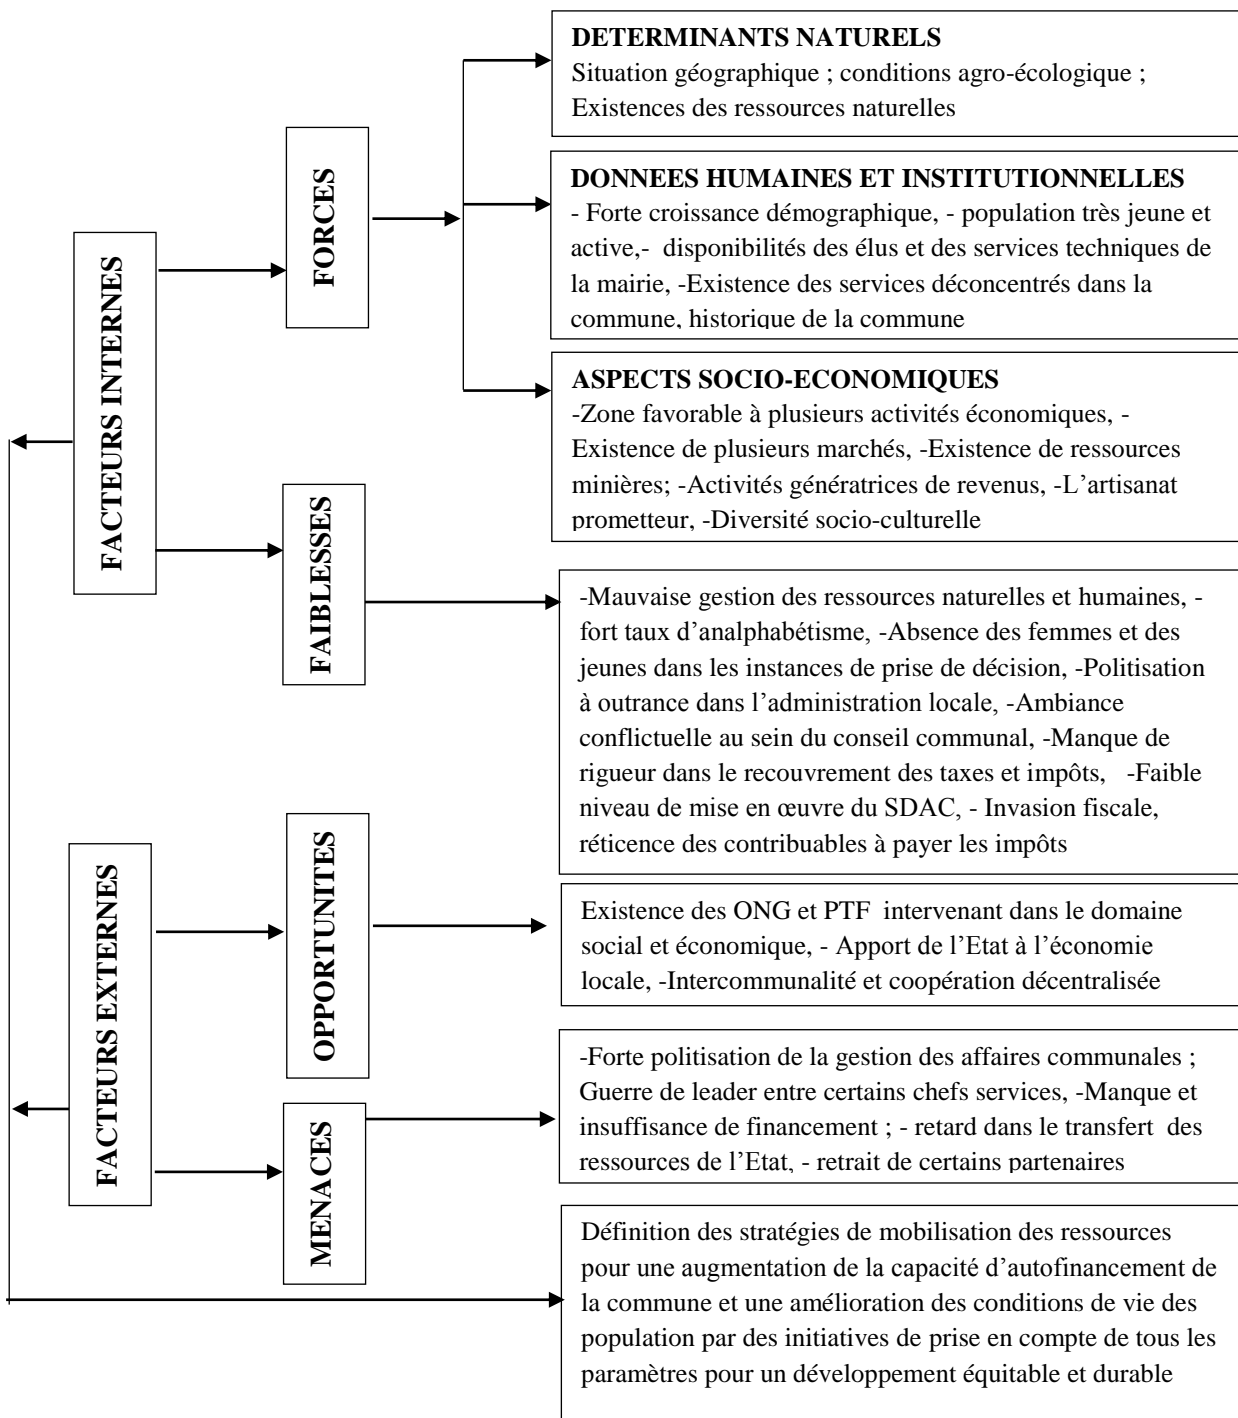 FACTEURS INTERNES
FORCES
DETERMINANTS NATURELS
Situation géographique ; conditions agro-écologique ;
Existences des ressources naturelles
DONNEES HUMAINES ET INSTITUTIONNELLES
- Forte croissance démographique, - population très jeune et
active,- disponibilités des élus et des services techniques de
la mairie, -Existence des services déconcentrés dans la
commune, historique de la commune
ASPECTS SOCIO-ECONOMIQUES
-Zone favorable à plusieurs activités économiques, -
Existence de plusieurs marchés, -Existence de ressources
minières; -Activités génératrices de revenus, -L’artisanat
prometteur, -Diversité socio-culturelle
FAIBLESSES
-Mauvaise gestion des ressources naturelles et humaines, -
fort taux d’analphabétisme, -Absence des femmes et des
jeunes dans les instances de prise de décision, -Politisation
à outrance dans l’administration locale, -Ambiance
conflictuelle au sein du conseil communal, -Manque de
rigueur dans le recouvrement des taxes et impôts, -Faible
niveau de mise en œuvre du SDAC, - Invasion fiscale,
réticence des contribuables à payer les impôts
FACTEURS EXTERNES
OPPORTUNITES
Existence des ONG et PTF intervenant dans le domaine
social et économique, - Apport de l’Etat à l’économie
locale, -Intercommunalité et coopération décentralisée
MENACES
-Forte politisation de la gestion des affaires communales ;
Guerre de leader entre certains chefs services, -Manque et
insuffisance de financement ; - retard dans le transfert des
ressources de l’Etat, - retrait de certains partenaires
Définition des stratégies de mobilisation des ressources
pour une augmentation de la capacité d’autofinancement de
la commune et une amélioration des conditions de vie des
population par des initiatives de prise en compte de tous les
paramètres pour un développement équitable et durable